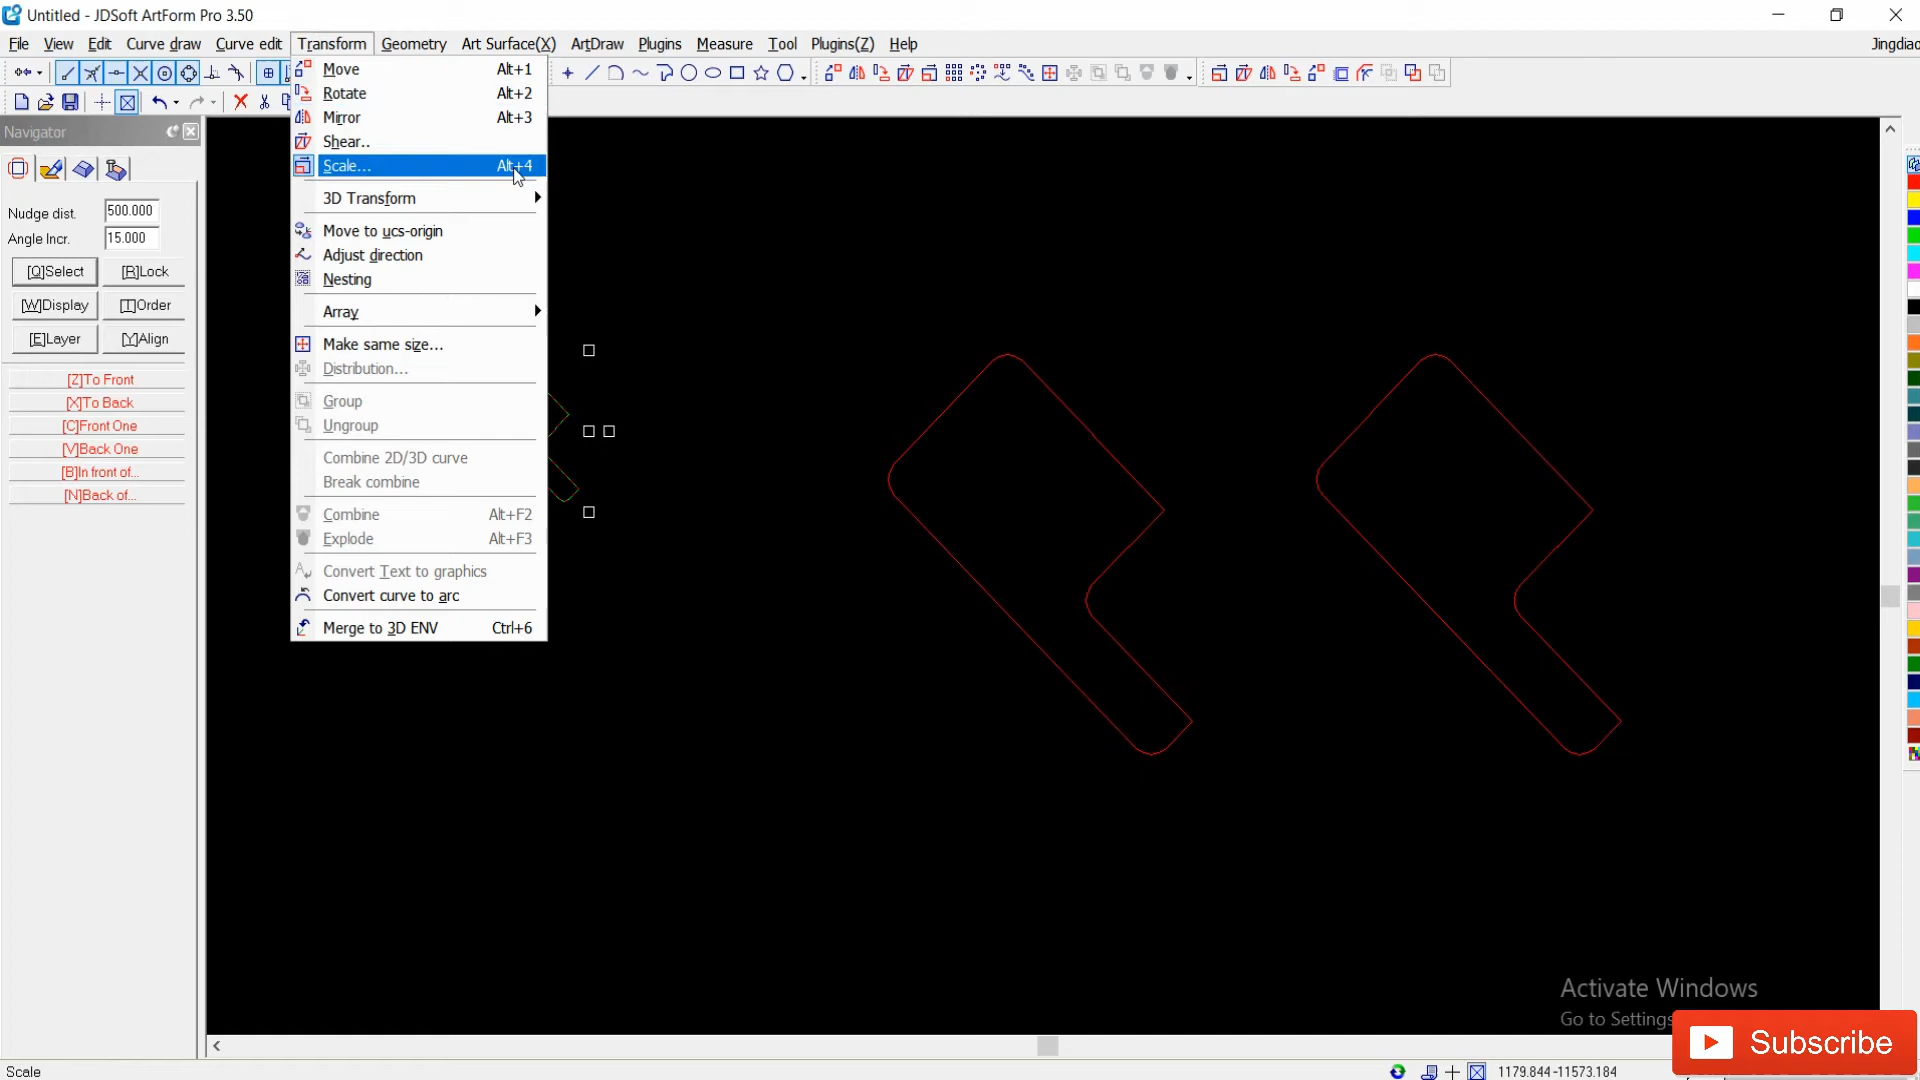 Untitled - JDSoft ArtForm Pro 3.50
File View Edit Curve draw Curve edit Transform Geometry Art Surface(X) ArtDraw Plugins Measure Tool Plugins(Z) Help Jingdiao
Navigator
Nudge dist. 500.000
Angle Incr. 15.000
[Q]Select [R]Lock
[W]Display [T]Order
[E]Layer [Y]Align
[Z]To Front
[X]To Back
[C]Front One
[V]Back One
[B]In front of...
[N]Back of...
Move Alt+1
Rotate Alt+2
Mirror Alt+3
Shear..
Scale... Alt+4
3D Transform
Move to ucs-origin
Adjust direction
Nesting
Array
Make same size...
Distribution...
Group
Ungroup
Combine 2D/3D curve
Break combine
Combine Alt+F2
Explode Alt+F3
Convert Text to graphics
Convert curve to arc
Merge to 3D ENV Ctrl+6
Activate Windows
Go to Settings
Subscribe
Scale
1179.844 -11573.184